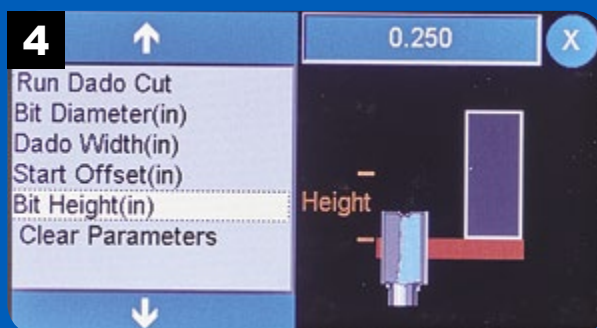 4
0.250
X
Run Dado Cut
Bit Diameter(in)
Dado Width(in)
Start Offset(in)
Bit Height(in)
Clear Parameters
Height